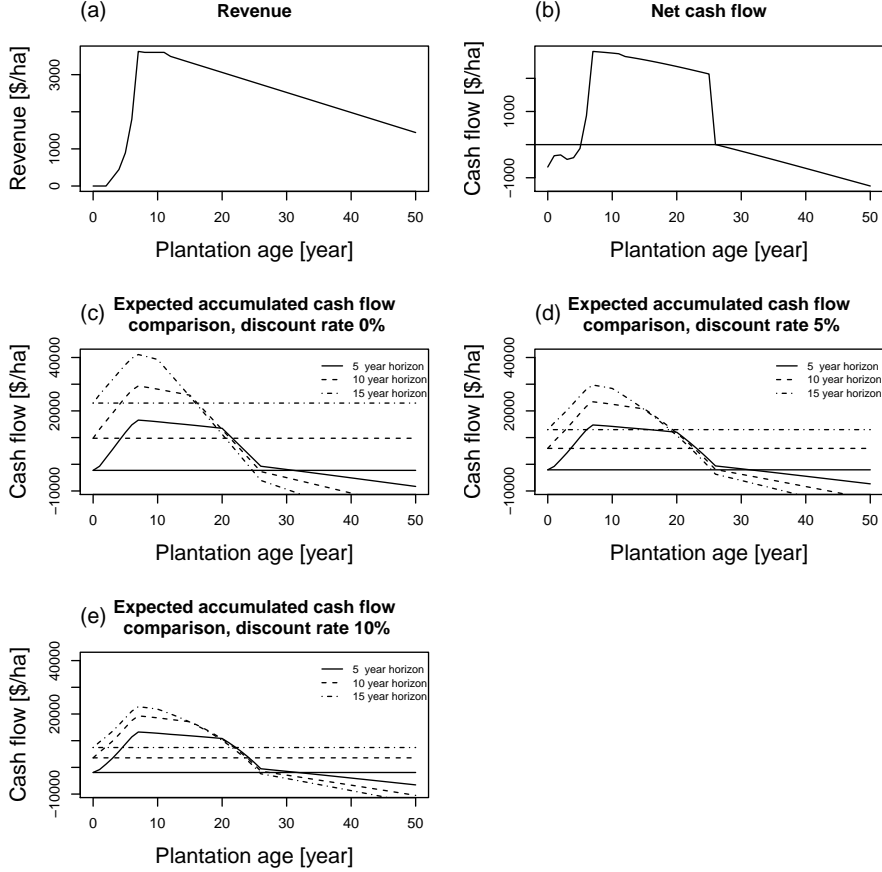 (a)
Revenue
Revenue [$/ha]
0 1000 3000
0 10 20 30 40 50
Plantation age [year]
(b)
Net cash flow
Cash flow [$/ha]
−1000 1000
0 10 20 30 40 50
Plantation age [year]
(c)
Expected accumulated cash flow
comparison, discount rate 0%
Cash flow [$/ha]
−10000 20000 40000
5 year horizon
10 year horizon
15 year horizon
0 10 20 30 40 50
Plantation age [year]
(d)
Expected accumulated cash flow
comparison, discount rate 5%
Cash flow [$/ha]
−10000 20000 40000
5 year horizon
10 year horizon
15 year horizon
0 10 20 30 40 50
Plantation age [year]
(e)
Expected accumulated cash flow
comparison, discount rate 10%
Cash flow [$/ha]
−10000 20000 40000
5 year horizon
10 year horizon
15 year horizon
0 10 20 30 40 50
Plantation age [year]